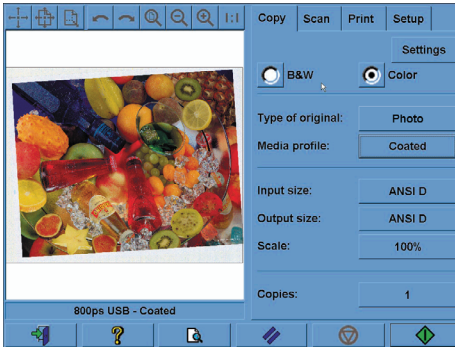 1:1
Copy Scan Print Setup
Settings
B&W Color
Type of original: Photo
Media profile: Coated
Input size: ANSI D
Output size: ANSI D
Scale: 100%
Copies: 1
800ps USB - Coated
?